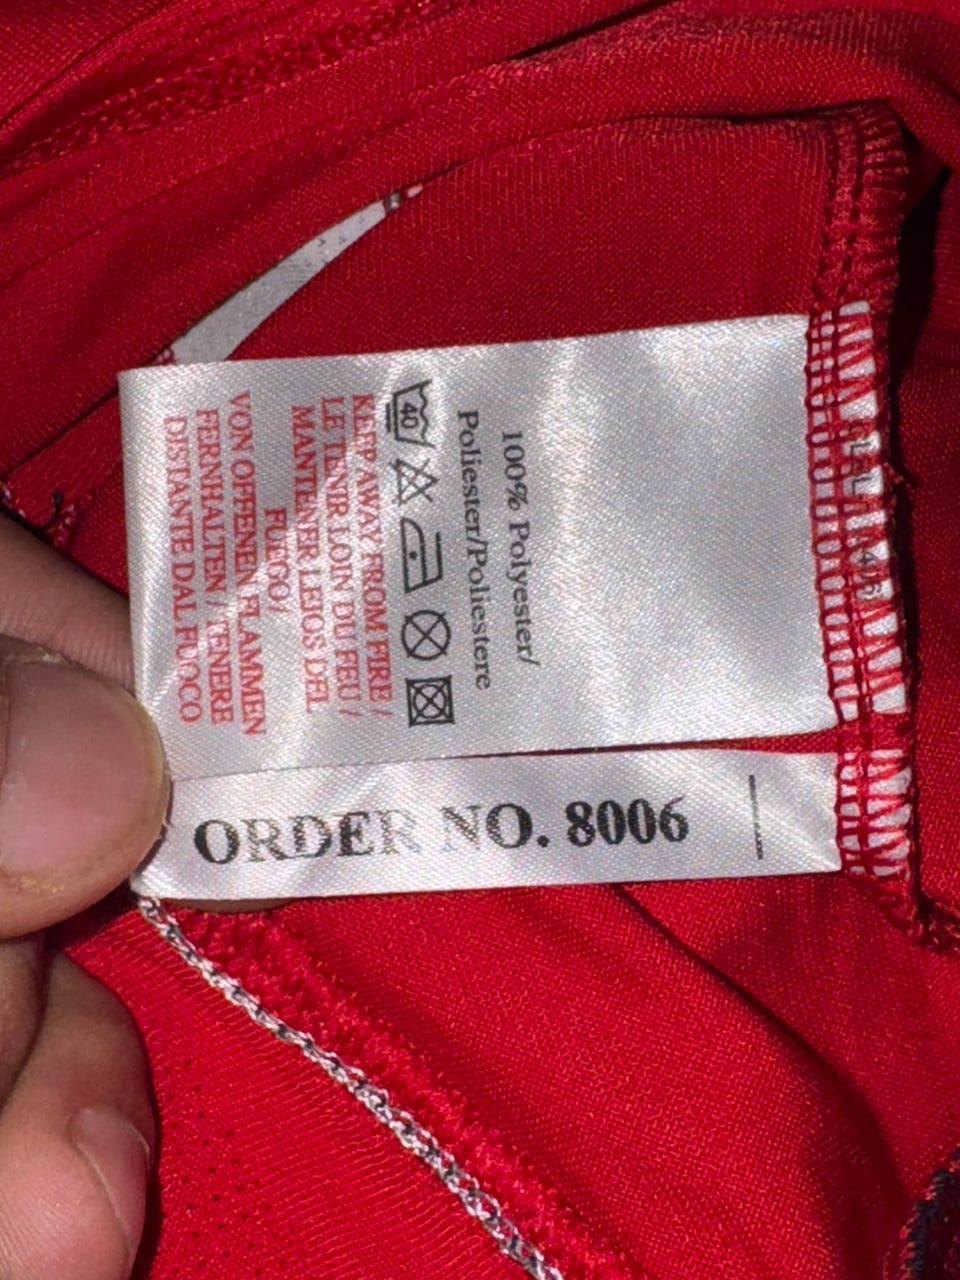 100% Polyester/
Poliester/Poliestere
40
KEEP AWAY FROM FIRE /
LE TENIR LOIN DU FEU /
MANTENER LEJOS DEL
FUEGO /
VON OFFENEN FLAMMEN
FERNHALTEN / TENERE
DISTANTE DAL FUOCO
ORDER NO. 8006